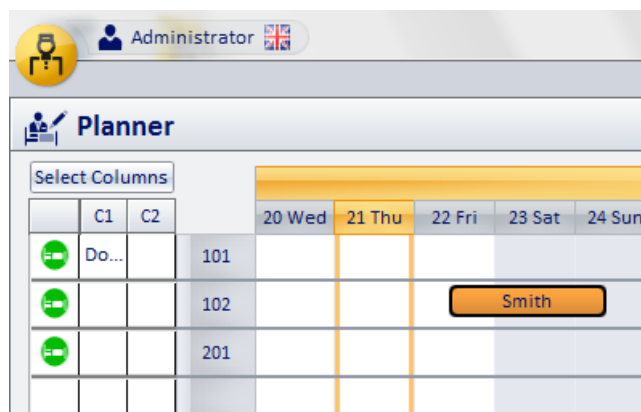 Administrator
Planner
Select Columns
C1 C2 20 Wed 21 Thu 22 Fri 23 Sat 24 Sun
Do... 101
102 Smith
201